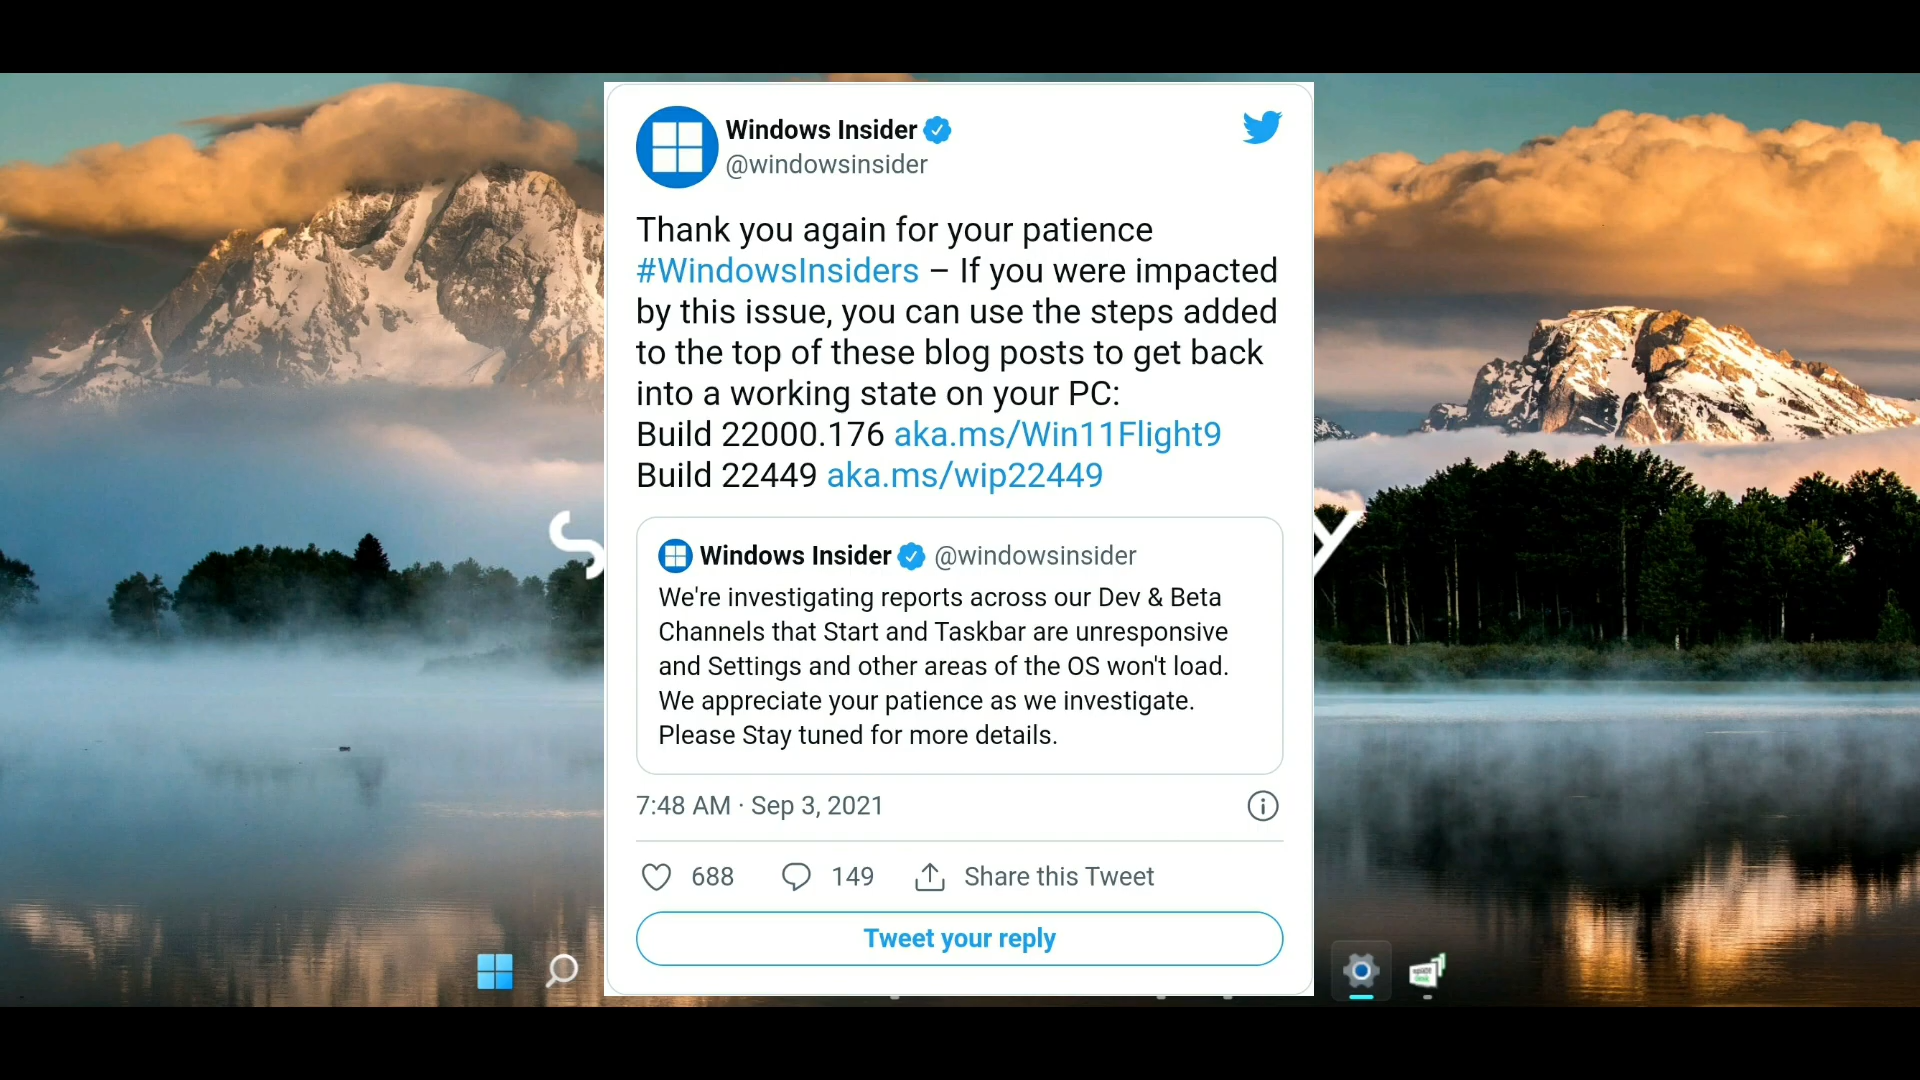 Windows Insider
@windowsinsider
Thank you again for your patience
#WindowsInsiders – If you were impacted
by this issue, you can use the steps added
to the top of these blog posts to get back
into a working state on your PC:
Build 22000.176 aka.ms/Win11Flight9
Build 22449 aka.ms/wip22449
Windows Insider @windowsinsider
We're investigating reports across our Dev & Beta
Channels that Start and Taskbar are unresponsive
and Settings and other areas of the OS won't load.
We appreciate your patience as we investigate.
Please Stay tuned for more details.
7:48 AM · Sep 3, 2021
688 149 Share this Tweet
Tweet your reply